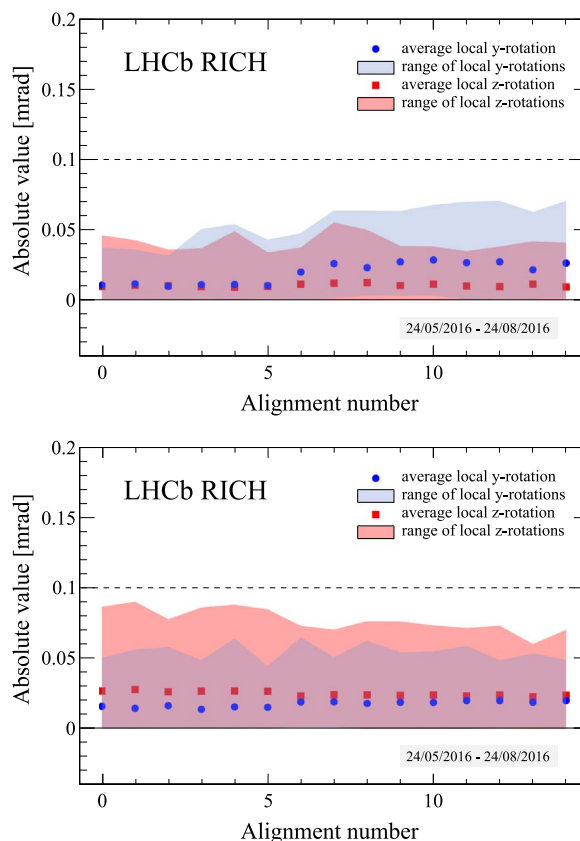 0.2
LHCb RICH
average local y-rotation
range of local y-rotations
average local z-rotation
range of local z-rotations
0.15
0.1
0.05
0
Absolute value [mrad]
24/05/2016 - 24/08/2016
0 5 10
Alignment number
0.2
LHCb RICH
average local y-rotation
range of local y-rotations
average local z-rotation
range of local z-rotations
0.15
0.1
0.05
0
Absolute value [mrad]
24/05/2016 - 24/08/2016
0 5 10
Alignment number